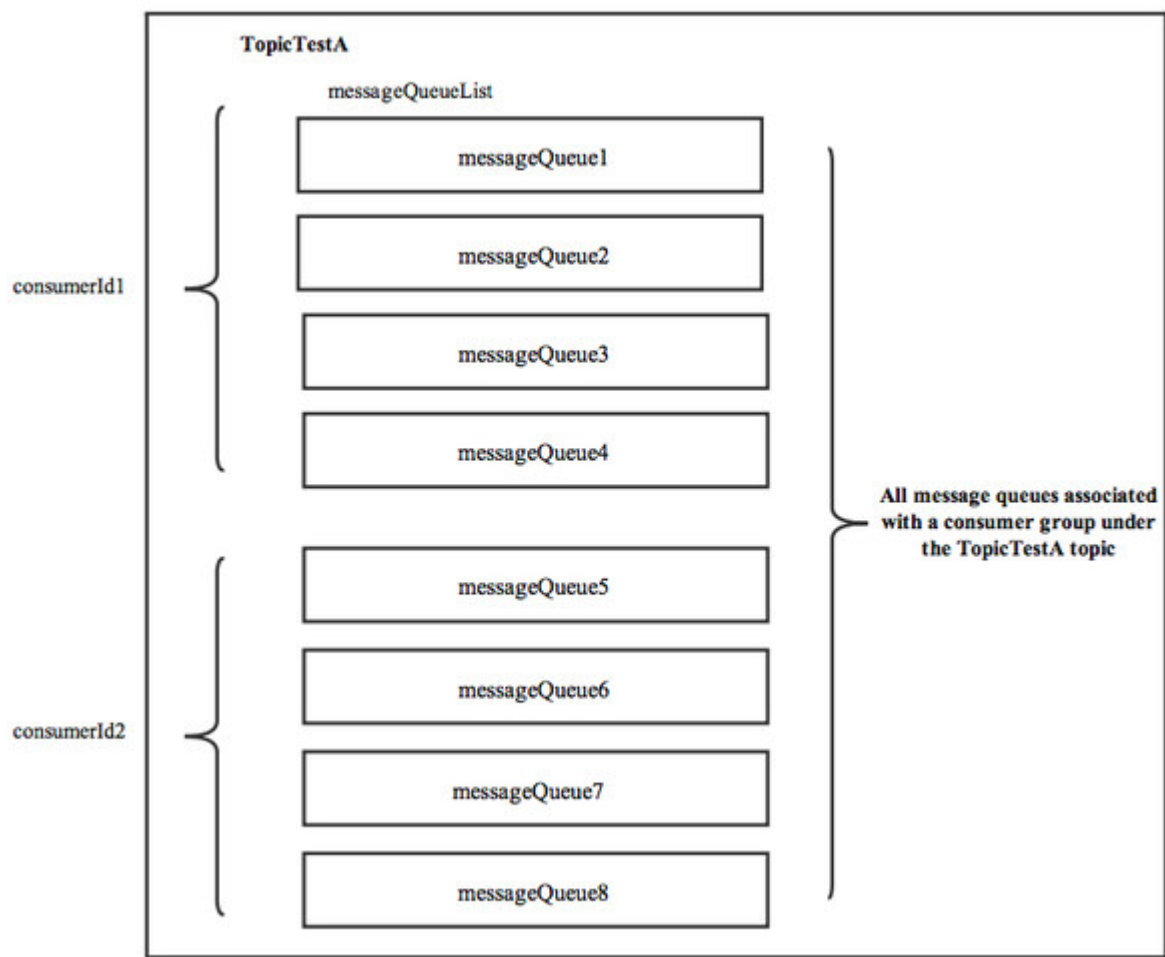 TopicTestA
messageQueueList
messageQueue1
messageQueue2
consumerId1
messageQueue3
messageQueue4
All message queues associated
with a consumer group under
the TopicTestA topic
messageQueue5
messageQueue6
consumerId2
messageQueue7
messageQueue8